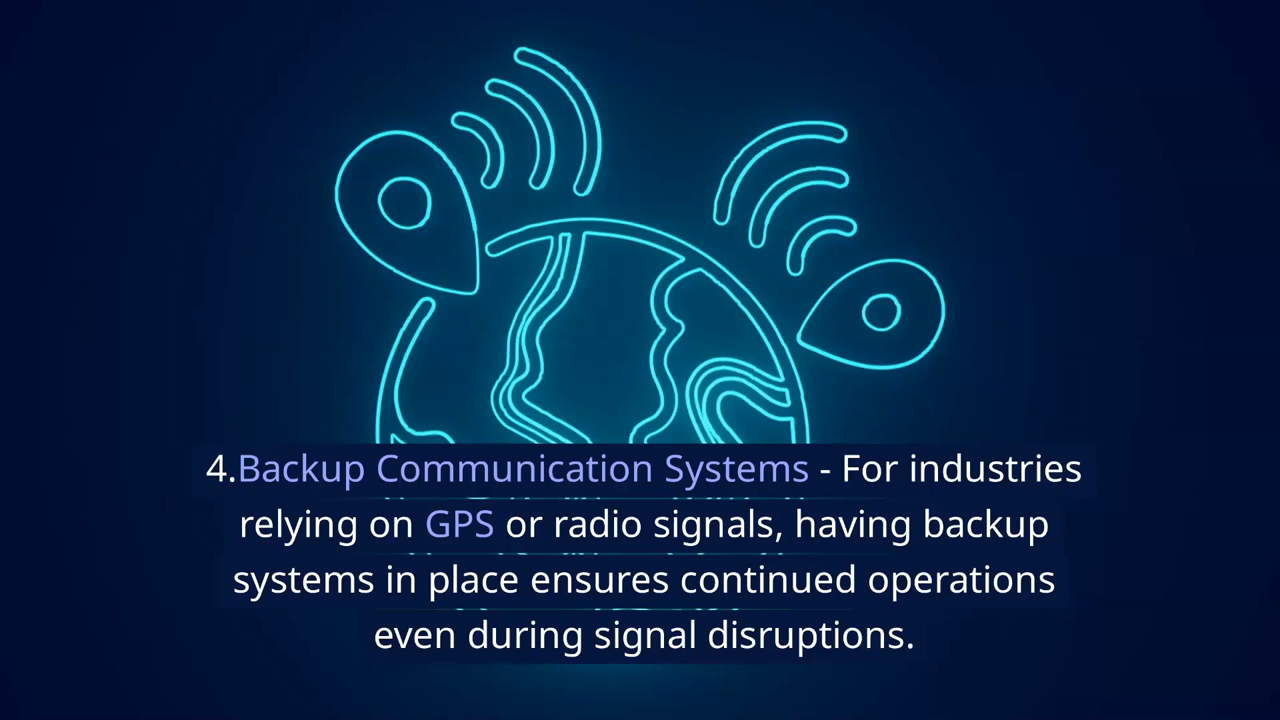 4.Backup Communication Systems - For industries
relying on GPS or radio signals, having backup
systems in place ensures continued operations
even during signal disruptions.